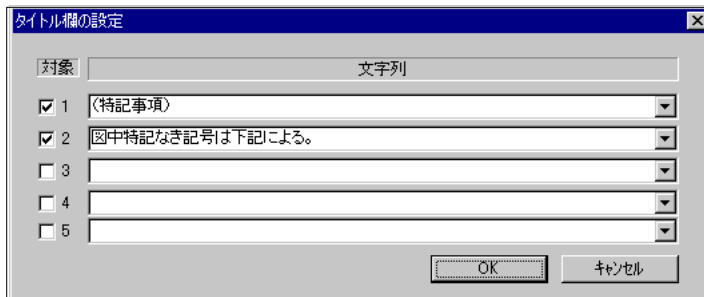 タイトル欄の設定
対象 文字列
1 (特記事項)
2 図中特記なき記号は下記による。
3
4
5
OK キャンセル